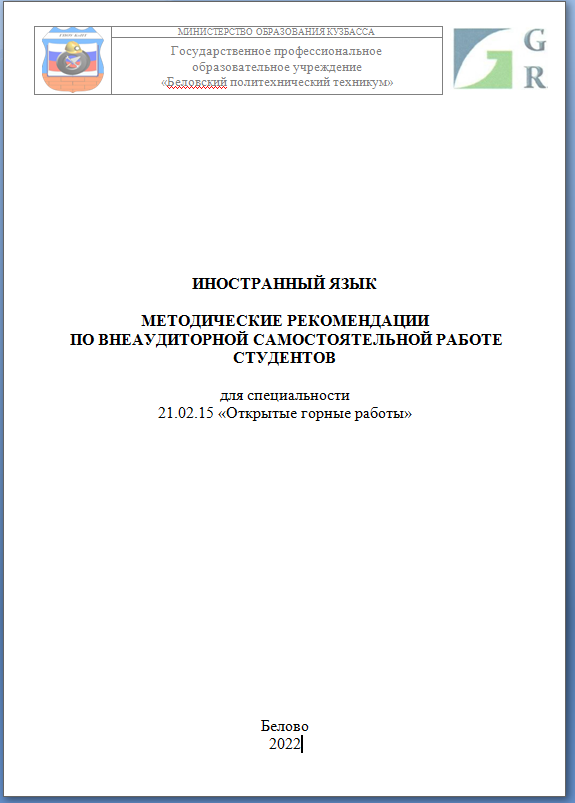 МИНИСТЕРСТВО ОБРАЗОВАНИЯ КУЗБАССА
Государственное профессиональное
образовательное учреждение
«Беловский политехнический техникум»
G
R
ИНОСТРАННЫЙ ЯЗЫК
МЕТОДИЧЕСКИЕ РЕКОМЕНДАЦИИ
ПО ВНЕАУДИТОРНОЙ САМОСТОЯТЕЛЬНОЙ РАБОТЕ
СТУДЕНТОВ
для специальности
21.02.15 «Открытые горные работы»
Белово
2022